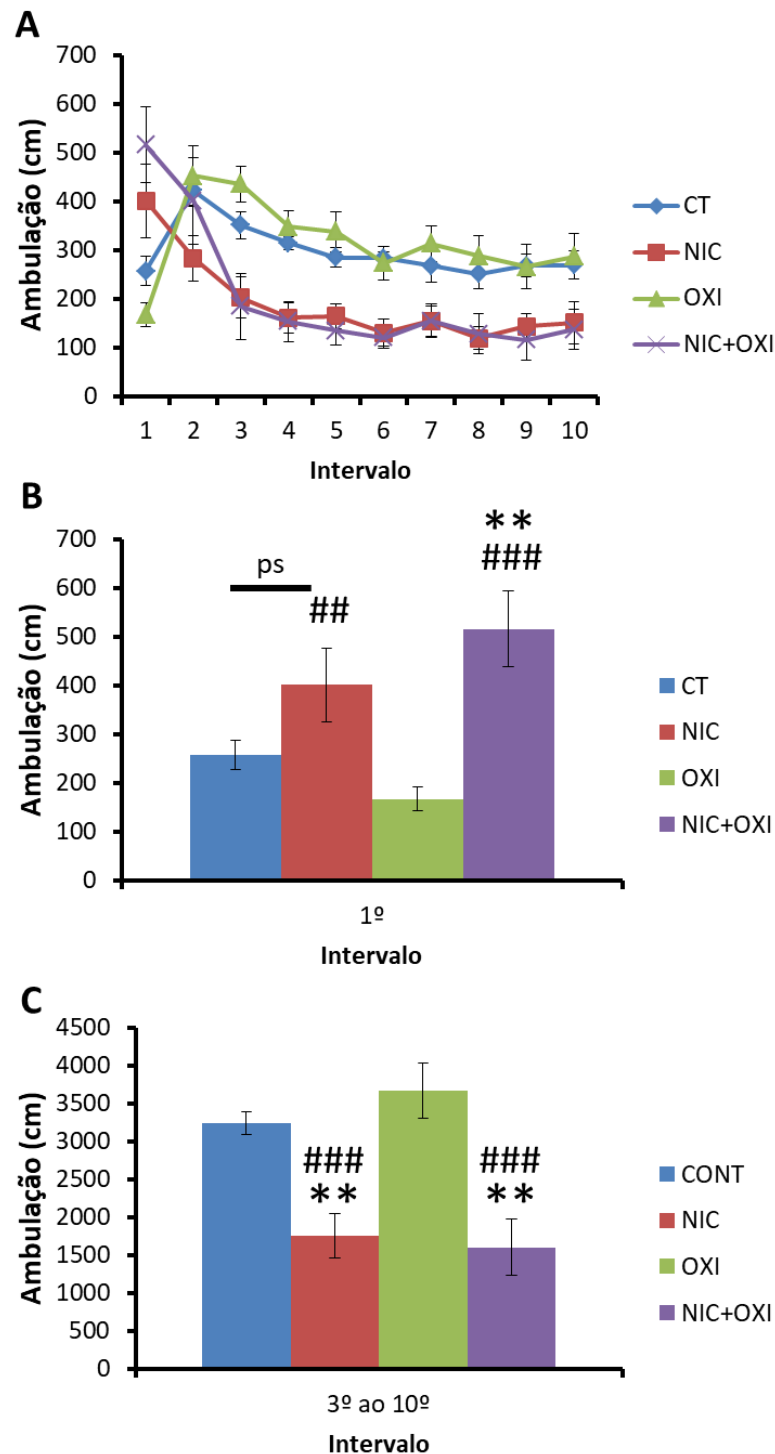 A
700
600
500
400
300
200
100
0
Ambulação (cm)
1 2 3 4 5 6 7 8 9 10
Intervalo
CT
NIC
OXI
NIC+OXI
B
700
600
500
400
300
200
100
0
Ambulação (cm)
ps
##
**
###
1º
Intervalo
CT
NIC
OXI
NIC+OXI
C
4500
4000
3500
3000
2500
2000
1500
1000
500
0
Ambulação (cm)
###
**
###
**
3º ao 10º
Intervalo
CONT
NIC
OXI
NIC+OXI